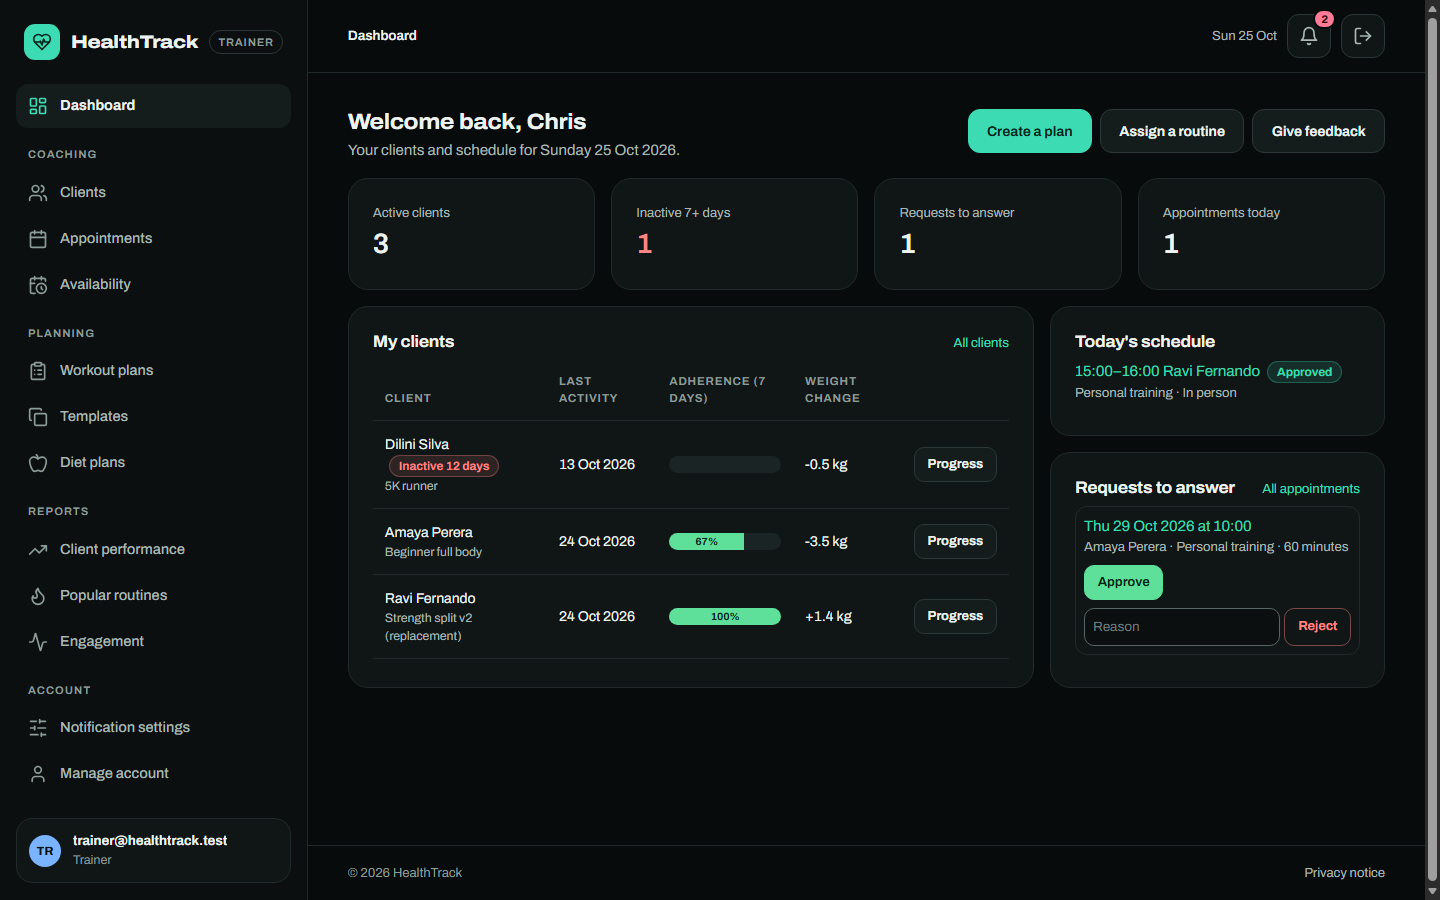 HealthTrack TRAINER
Dashboard
COACHING
Clients
Appointments
Availability
PLANNING
Workout plans
Templates
Diet plans
REPORTS
Client performance
Popular routines
Engagement
ACCOUNT
Notification settings
Manage account
TR
trainer@healthtrack.test
Trainer
Dashboard
Sun 25 Oct
2
Welcome back, Chris
Your clients and schedule for Sunday 25 Oct 2026.
Create a plan
Assign a routine
Give feedback
Active clients
3
Inactive 7+ days
1
Requests to answer
1
Appointments today
1
My clients
All clients
CLIENT
LAST
ACTIVITY
ADHERENCE (7
DAYS)
WEIGHT
CHANGE
Dilini Silva
Inactive 12 days
5K runner
13 Oct 2026
-0.5 kg
Progress
Amaya Perera
Beginner full body
24 Oct 2026
67%
-3.5 kg
Progress
Ravi Fernando
Strength split v2
(replacement)
24 Oct 2026
100%
+1.4 kg
Progress
Today's schedule
15:00–16:00 Ravi Fernando Approved
Personal training · In person
Requests to answer
All appointments
Thu 29 Oct 2026 at 10:00
Amaya Perera · Personal training · 60 minutes
Approve
Reason
Reject
© 2026 HealthTrack
Privacy notice